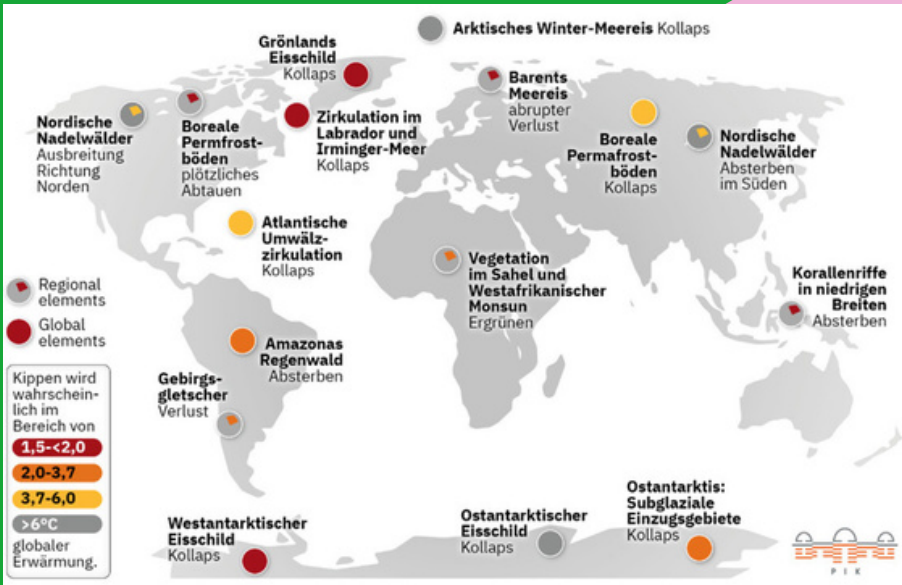 Arktisches Winter-Meereis Kollaps
Grönlands
Eisschild
Kollaps
Nordische
Nadelwälder
Ausbreitung
Richtung
Norden
Boreale
Permfrost-
böden
plötzliches
Abtauen
Zirkulation im
Labrador und
Irminger-Meer
Kollaps
Barents
Meereis
abrupter
Verlust
Boreale
Permafrost-
böden
Kollaps
Nordische
Nadelwälder
Absterben
im Süden
Atlantische
Umwälz-
zirkulation
Kollaps
Vegetation
im Sahel und
Westafrikanischer
Monsun
Ergrünen
Korallenriffe
in niedrigen
Breiten
Absterben
Regional
elements
Global
elements
Amazonas
Regenwald
Absterben
Gebirgs-
gletscher
Verlust
Kippen wird
wahrschein-
lich im
Bereich von
1,5-<2,0
2,0-3,7
3,7-6,0
>6°C
globaler
Erwärmung.
Westantarktischer
Eisschild
Kollaps
Ostantarktischer
Eisschild
Kollaps
Ostantarktis:
Subglaziale
Einzugsgebiete
Kollaps
PIK